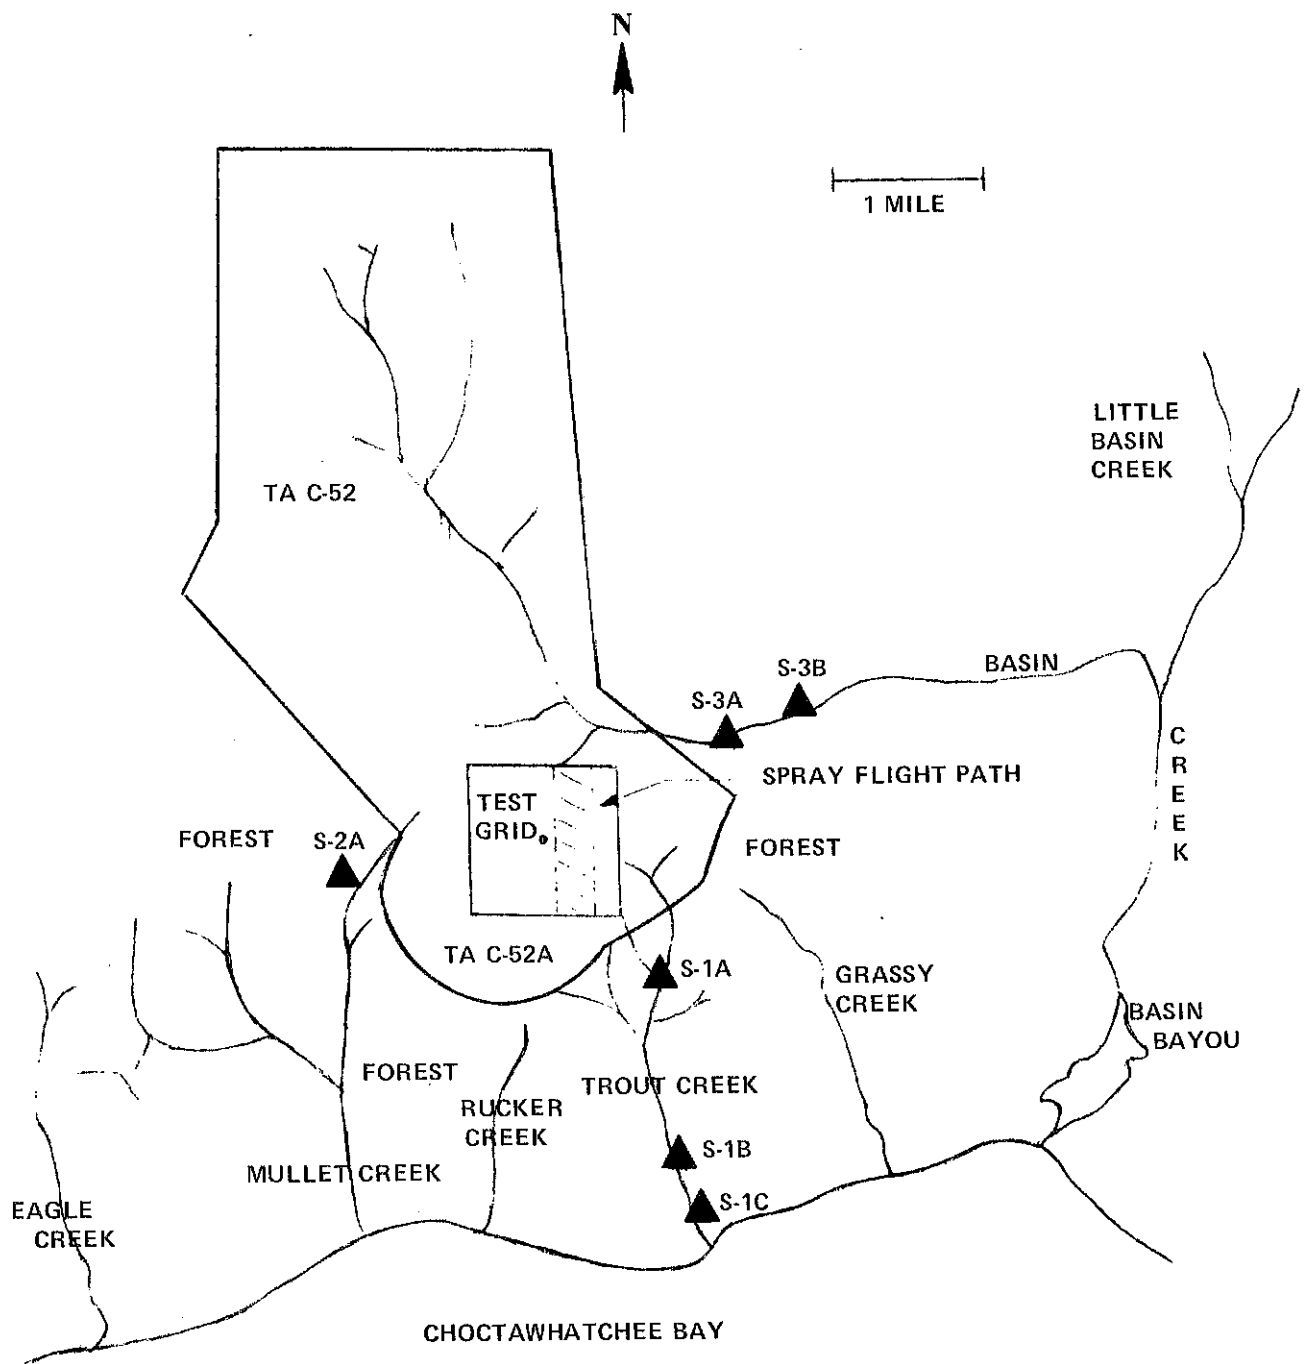 N
1 MILE
LITTLE
BASIN
CREEK
TA C-52
BASIN
S-3B
S-3A
CREEK
SPRAY FLIGHT PATH
TEST
GRID
FOREST
S-2A
FOREST
TA C-52A
S-1A
GRASSY
CREEK
BASIN
BAYOU
FOREST
TROUT CREEK
RUCKER
CREEK
S-1B
MULLET CREEK
S-1C
EAGLE
CREEK
CHOCTAWHATCHEE BAY